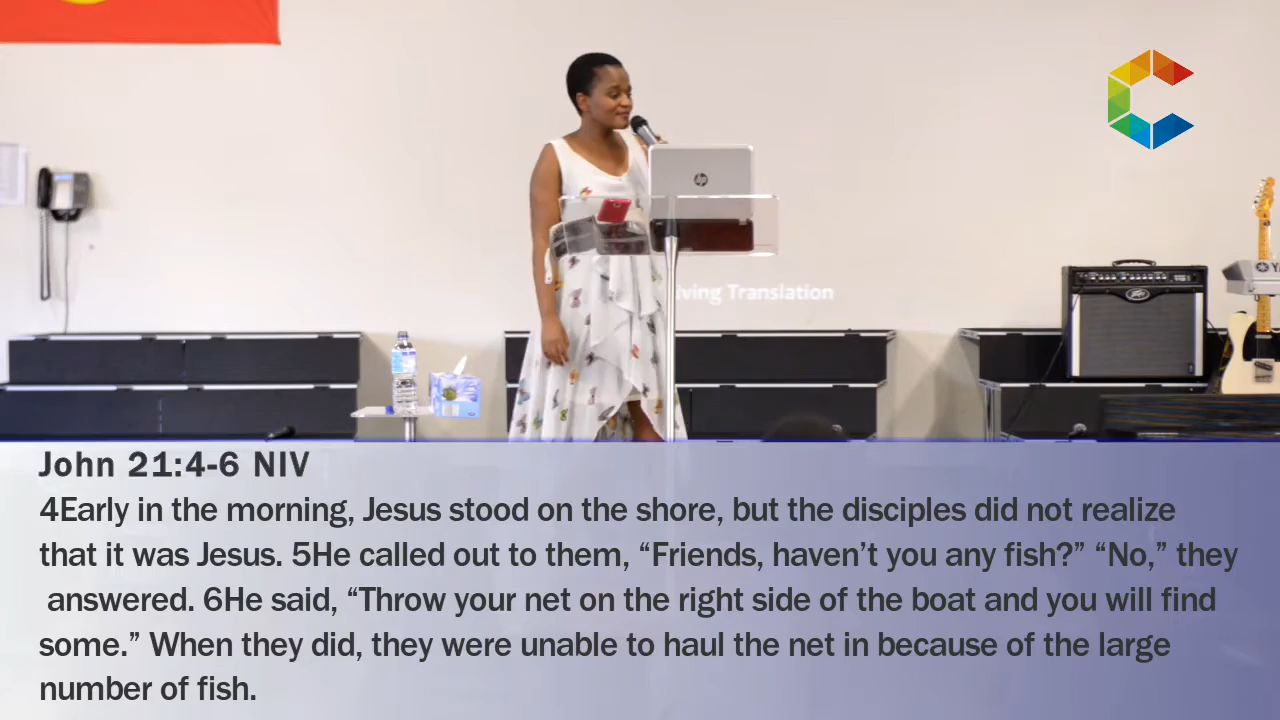 hp
Translation
PEAVEY
John 21:4-6 NIV
4Early in the morning, Jesus stood on the shore, but the disciples did not realize
that it was Jesus. 5He called out to them, “Friends, haven’t you any fish?” “No,” they
answered. 6He said, “Throw your net on the right side of the boat and you will find
some.” When they did, they were unable to haul the net in because of the large
number of fish.